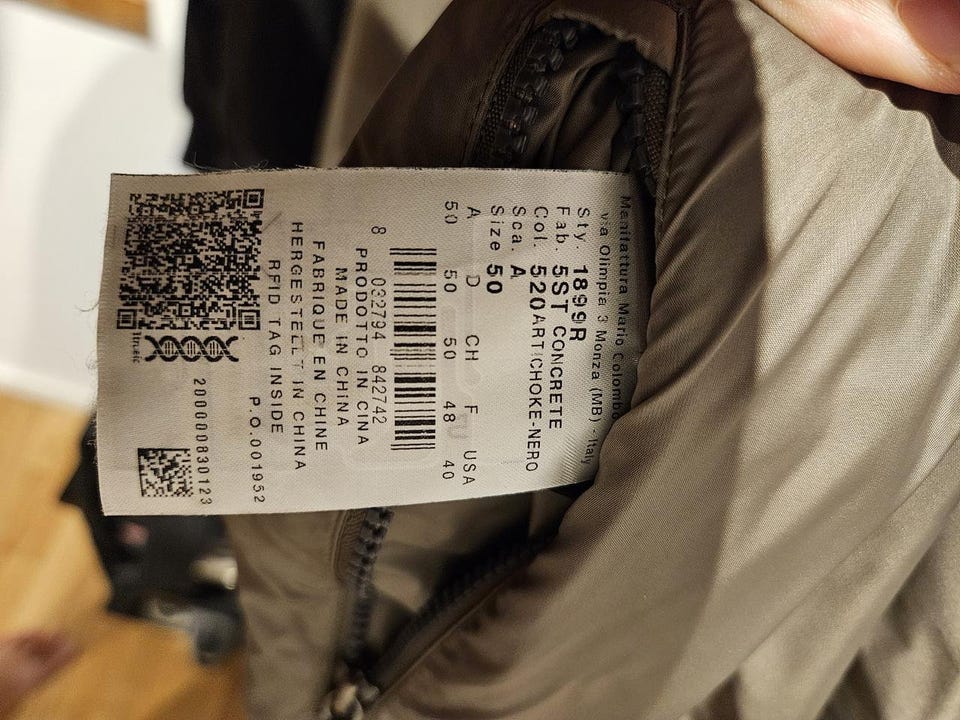 Manifattura Mario Colombo
via Olimpia 3 Monza (MB) - Italy
Sty. 1899R
Fab. 5ST CONCRETE
Col. 520ARTICHOKE-NERO
Sca. A
Size 50
A D CH F USA
50 50 50 48 40
8 032794 842742
PRODOTTO IN CINA
MADE IN CHINA
FABRIQUE EN CHINE
HERGESTELLT IN CHINA
RFID TAG INSIDE
P.O.001952
2000000830123